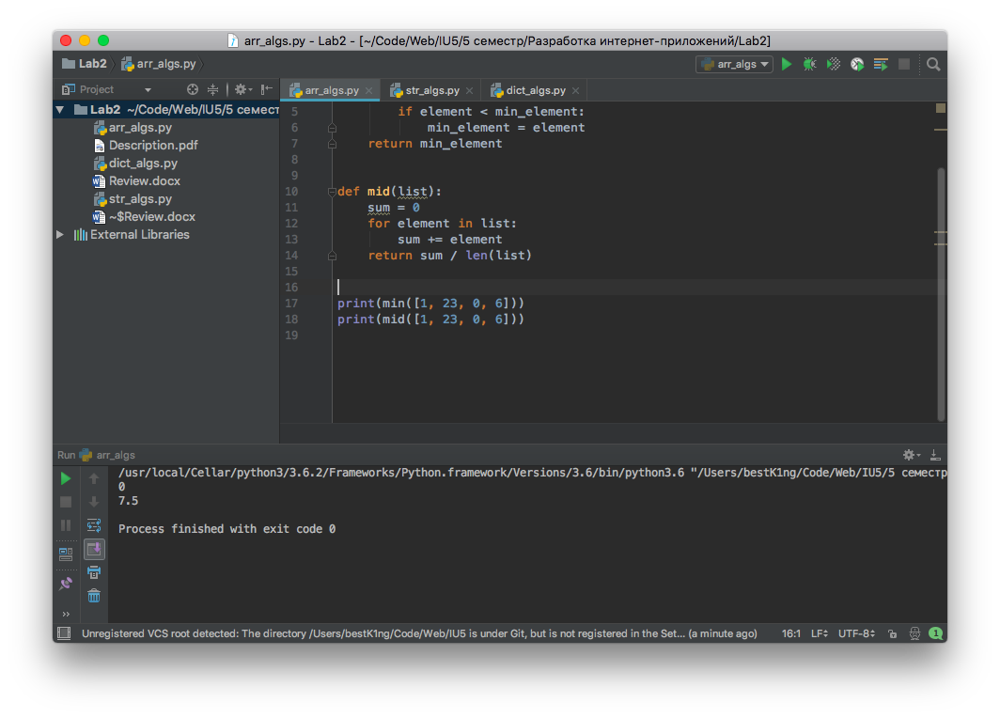 arr_algs.py - Lab2 - [~/Code/Web/IU5/5 семестр/Разработка интернет-приложений/Lab2]
Lab2 arr_algs.py arr_algs
Project
arr_algs.py str_algs.py dict_algs.py
Lab2 ~/Code/Web/IU5/5 семест
arr_algs.py
Description.pdf
dict_algs.py
Review.docx
str_algs.py
~$Review.docx
External Libraries
5 if element < min_element:
6 min_element = element
7 return min_element
8
9
10 def mid(list):
11 sum = 0
12 for element in list:
13 sum += element
14 return sum / len(list)
15
16
17 print(min([1, 23, 0, 6]))
18 print(mid([1, 23, 0, 6]))
19
Run arr_algs
/usr/local/Cellar/python3/3.6.2/Frameworks/Python.framework/Versions/3.6/bin/python3.6 "/Users/bestK1ng/Code/Web/IU5/5 семестр
0
7.5
Process finished with exit code 0
Unregistered VCS root detected: The directory /Users/bestK1ng/Code/Web/IU5 is under Git, but is not registered in the Set... (a minute ago) 16:1 LF UTF-8 1